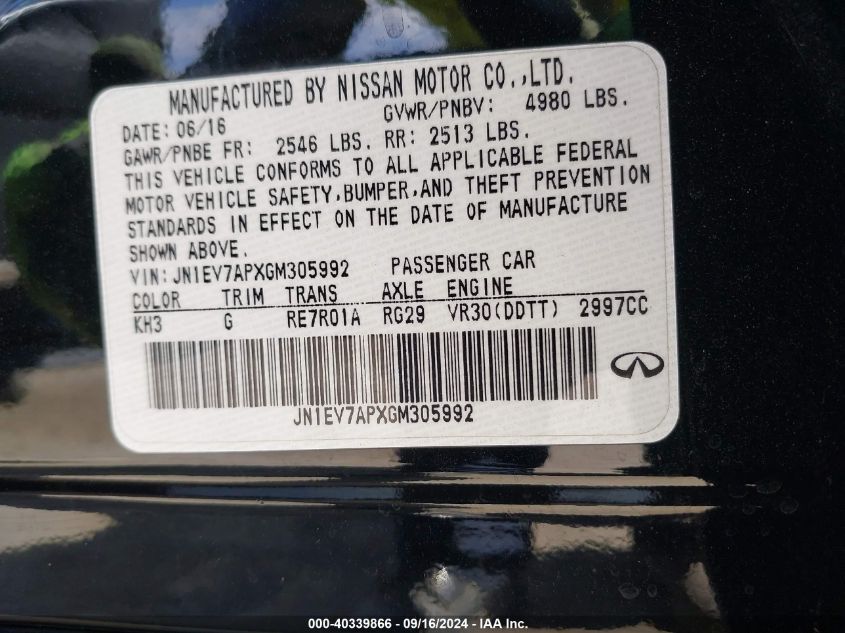 MANUFACTURED BY NISSAN MOTOR CO.,LTD.
DATE: 06/16 GVWR/PNBV: 4980 LBS.
GAWR/PNBE FR: 2546 LBS. RR: 2513 LBS.
THIS VEHICLE CONFORMS TO ALL APPLICABLE FEDERAL
MOTOR VEHICLE SAFETY,BUMPER,AND THEFT PREVENTION
STANDARDS IN EFFECT ON THE DATE OF MANUFACTURE
SHOWN ABOVE.
VIN:JN1EV7APXGM305992 PASSENGER CAR
COLOR TRIM TRANS AXLE ENGINE
KH3 G RE7R01A RG29 VR30(DDTT) 2997CC
JN1EV7APXGM305992
000-40339866 - 09/16/2024 - IAA Inc.